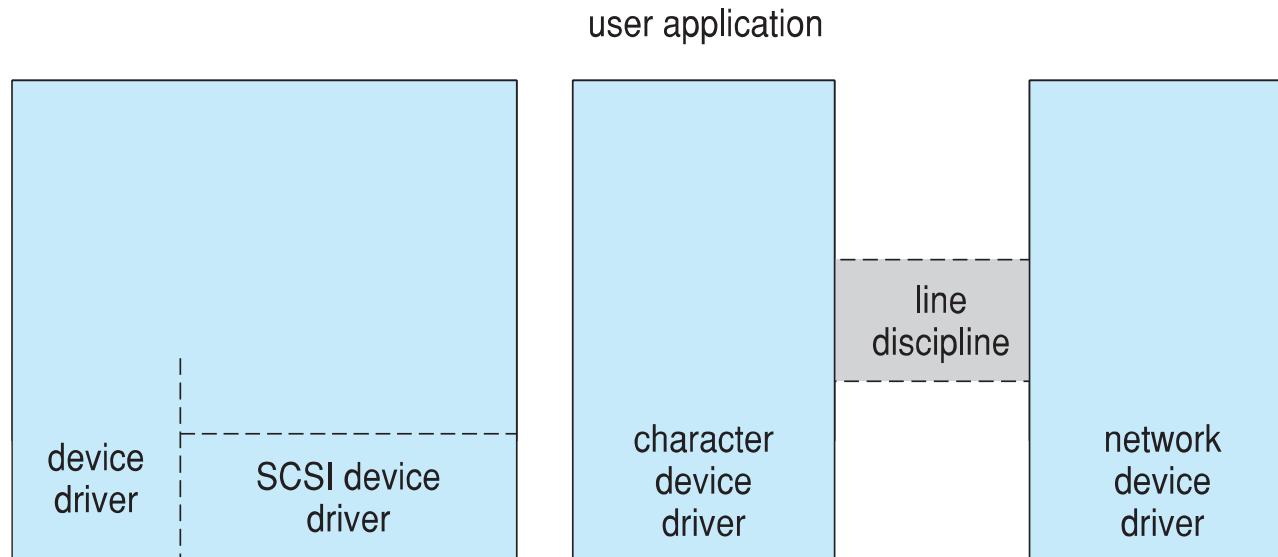 user application
line
discipline
device
driver
SCSI device
driver
character
device
driver
network
device
driver